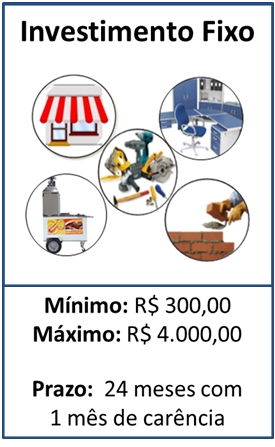 Investimento Fixo
Mínimo: R$ 300,00
Máximo: R$ 4.000,00
Prazo: 24 meses com
1 mês de carência